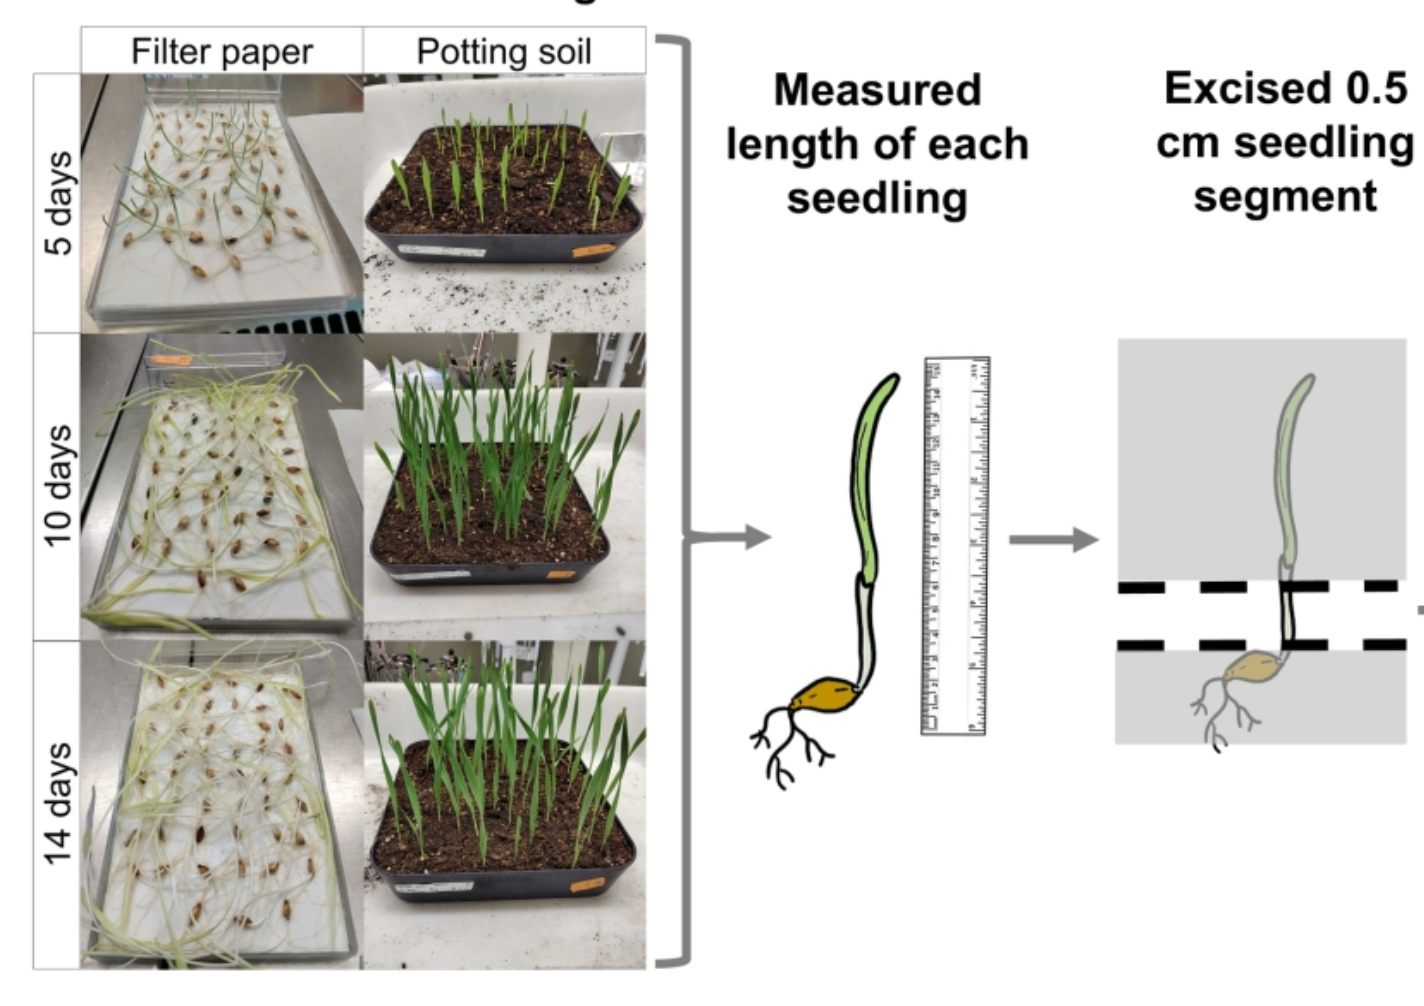 Filter paper
Potting soil
5 days
10 days
14 days
Measured
length of each
seedling
Excised 0.5
cm seedling
segment